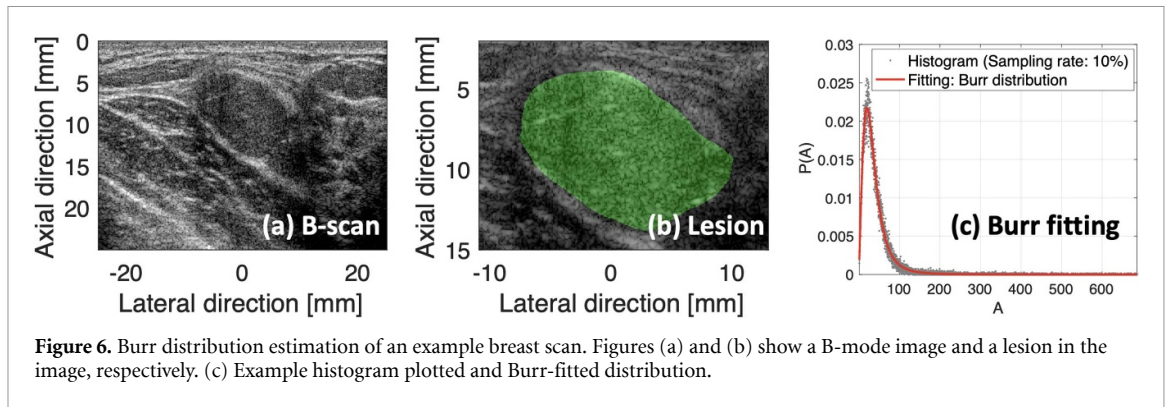 0
5
10
15
20
Axial direction [mm]
(a) B-scan
-20
0
20
Lateral direction [mm]
5
10
15
Axial direction [mm]
(b) Lesion
-10
0
10
Lateral direction [mm]
0.03
0.025
0.02
0.015
0.01
0.005
0
P(A)
Histogram (Sampling rate: 10%)
Fitting: Burr distribution
(c) Burr fitting
100
200
300
400
500
600
A
Figure 6. Burr distribution estimation of an example breast scan. Figures (a) and (b) show a B-mode image and a lesion in the
image, respectively. (c) Example histogram plotted and Burr-fitted distribution.